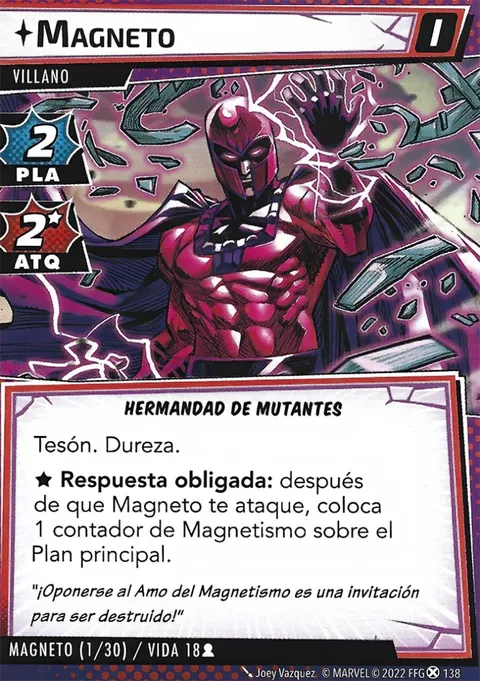 MAGNETO
I
VILLANO
2
PLA
2★
ATQ
HERMANDAD DE MUTANTES
Tesón. Dureza.
★ Respuesta obligada: después
de que Magneto te ataque, coloca
1 contador de Magnetismo sobre el
Plan principal.
"¡Oponerse al Amo del Magnetismo es una invitación
para ser destruido!"
MAGNETO (1/30) / VIDA 18
Joey Vazquez. © MARVEL © 2022 FFG 138